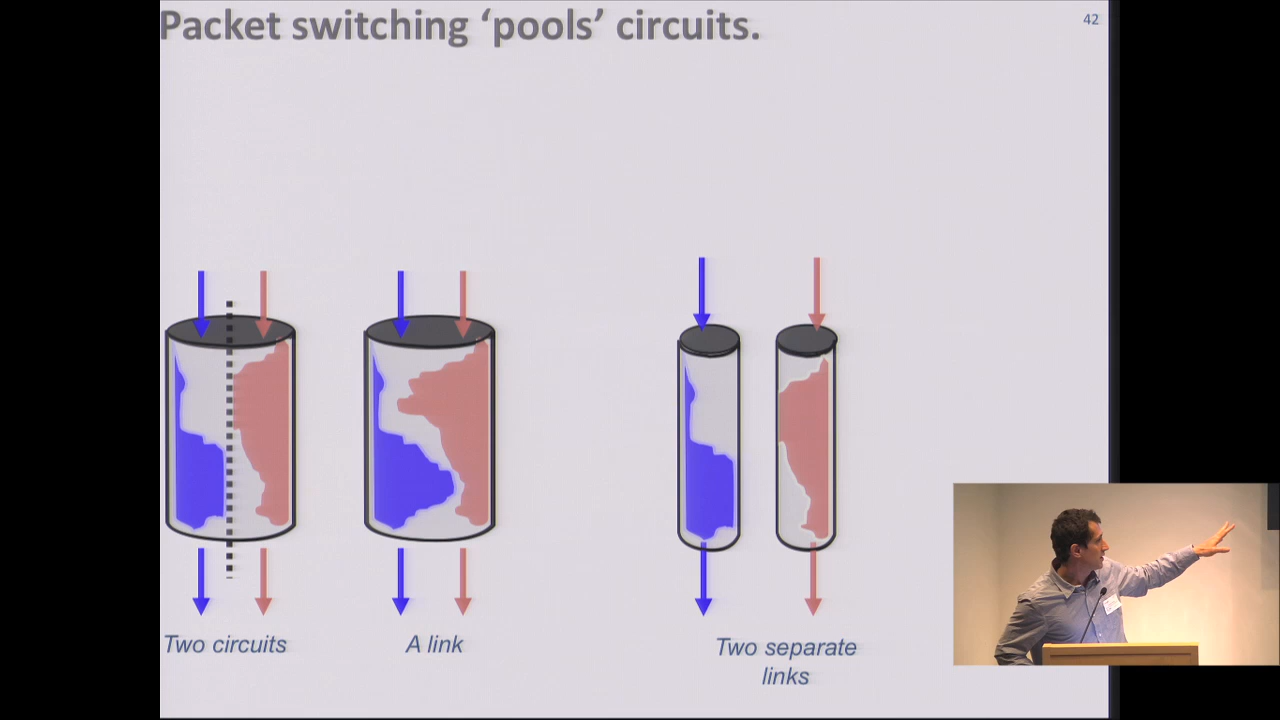 Packet switching ‘pools’ circuits.
42
Two circuits
A link
Two separate
links